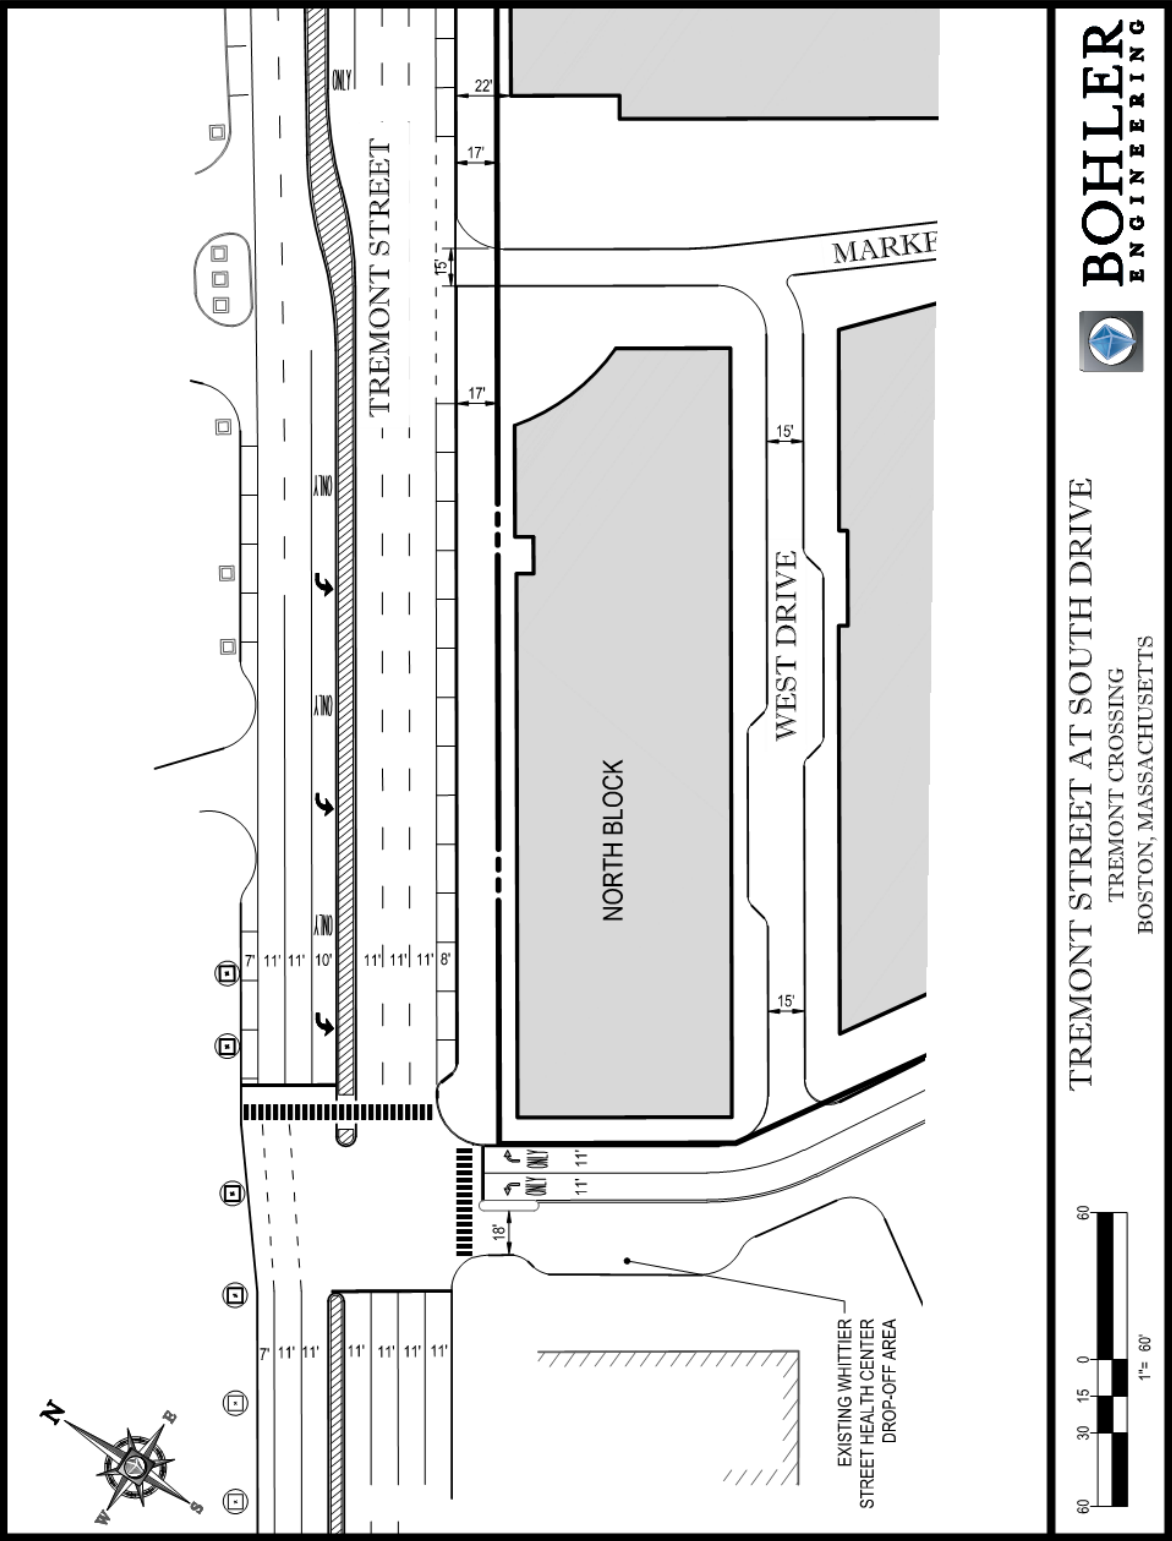 ONLY
22'
TREMONT STREET
17'
15'
MARKE
17'
15'
ONLY
WEST DRIVE
ONLY
NORTH BLOCK
ONLY
7' 11' 11' 10' 11' 11' 11' 8'
15'
ONLY 11'
ONLY 11'
18'
7' 11' 11' 11' 11' 11' 11'
EXISTING WHITTIER
STREET HEALTH CENTER
DROP-OFF AREA
N
E
S
W
BOHLER
ENGINEERING
TREMONT STREET AT SOUTH DRIVE
TREMONT CROSSING
BOSTON, MASSACHUSETTS
60 30 15 0 60
1"= 60'